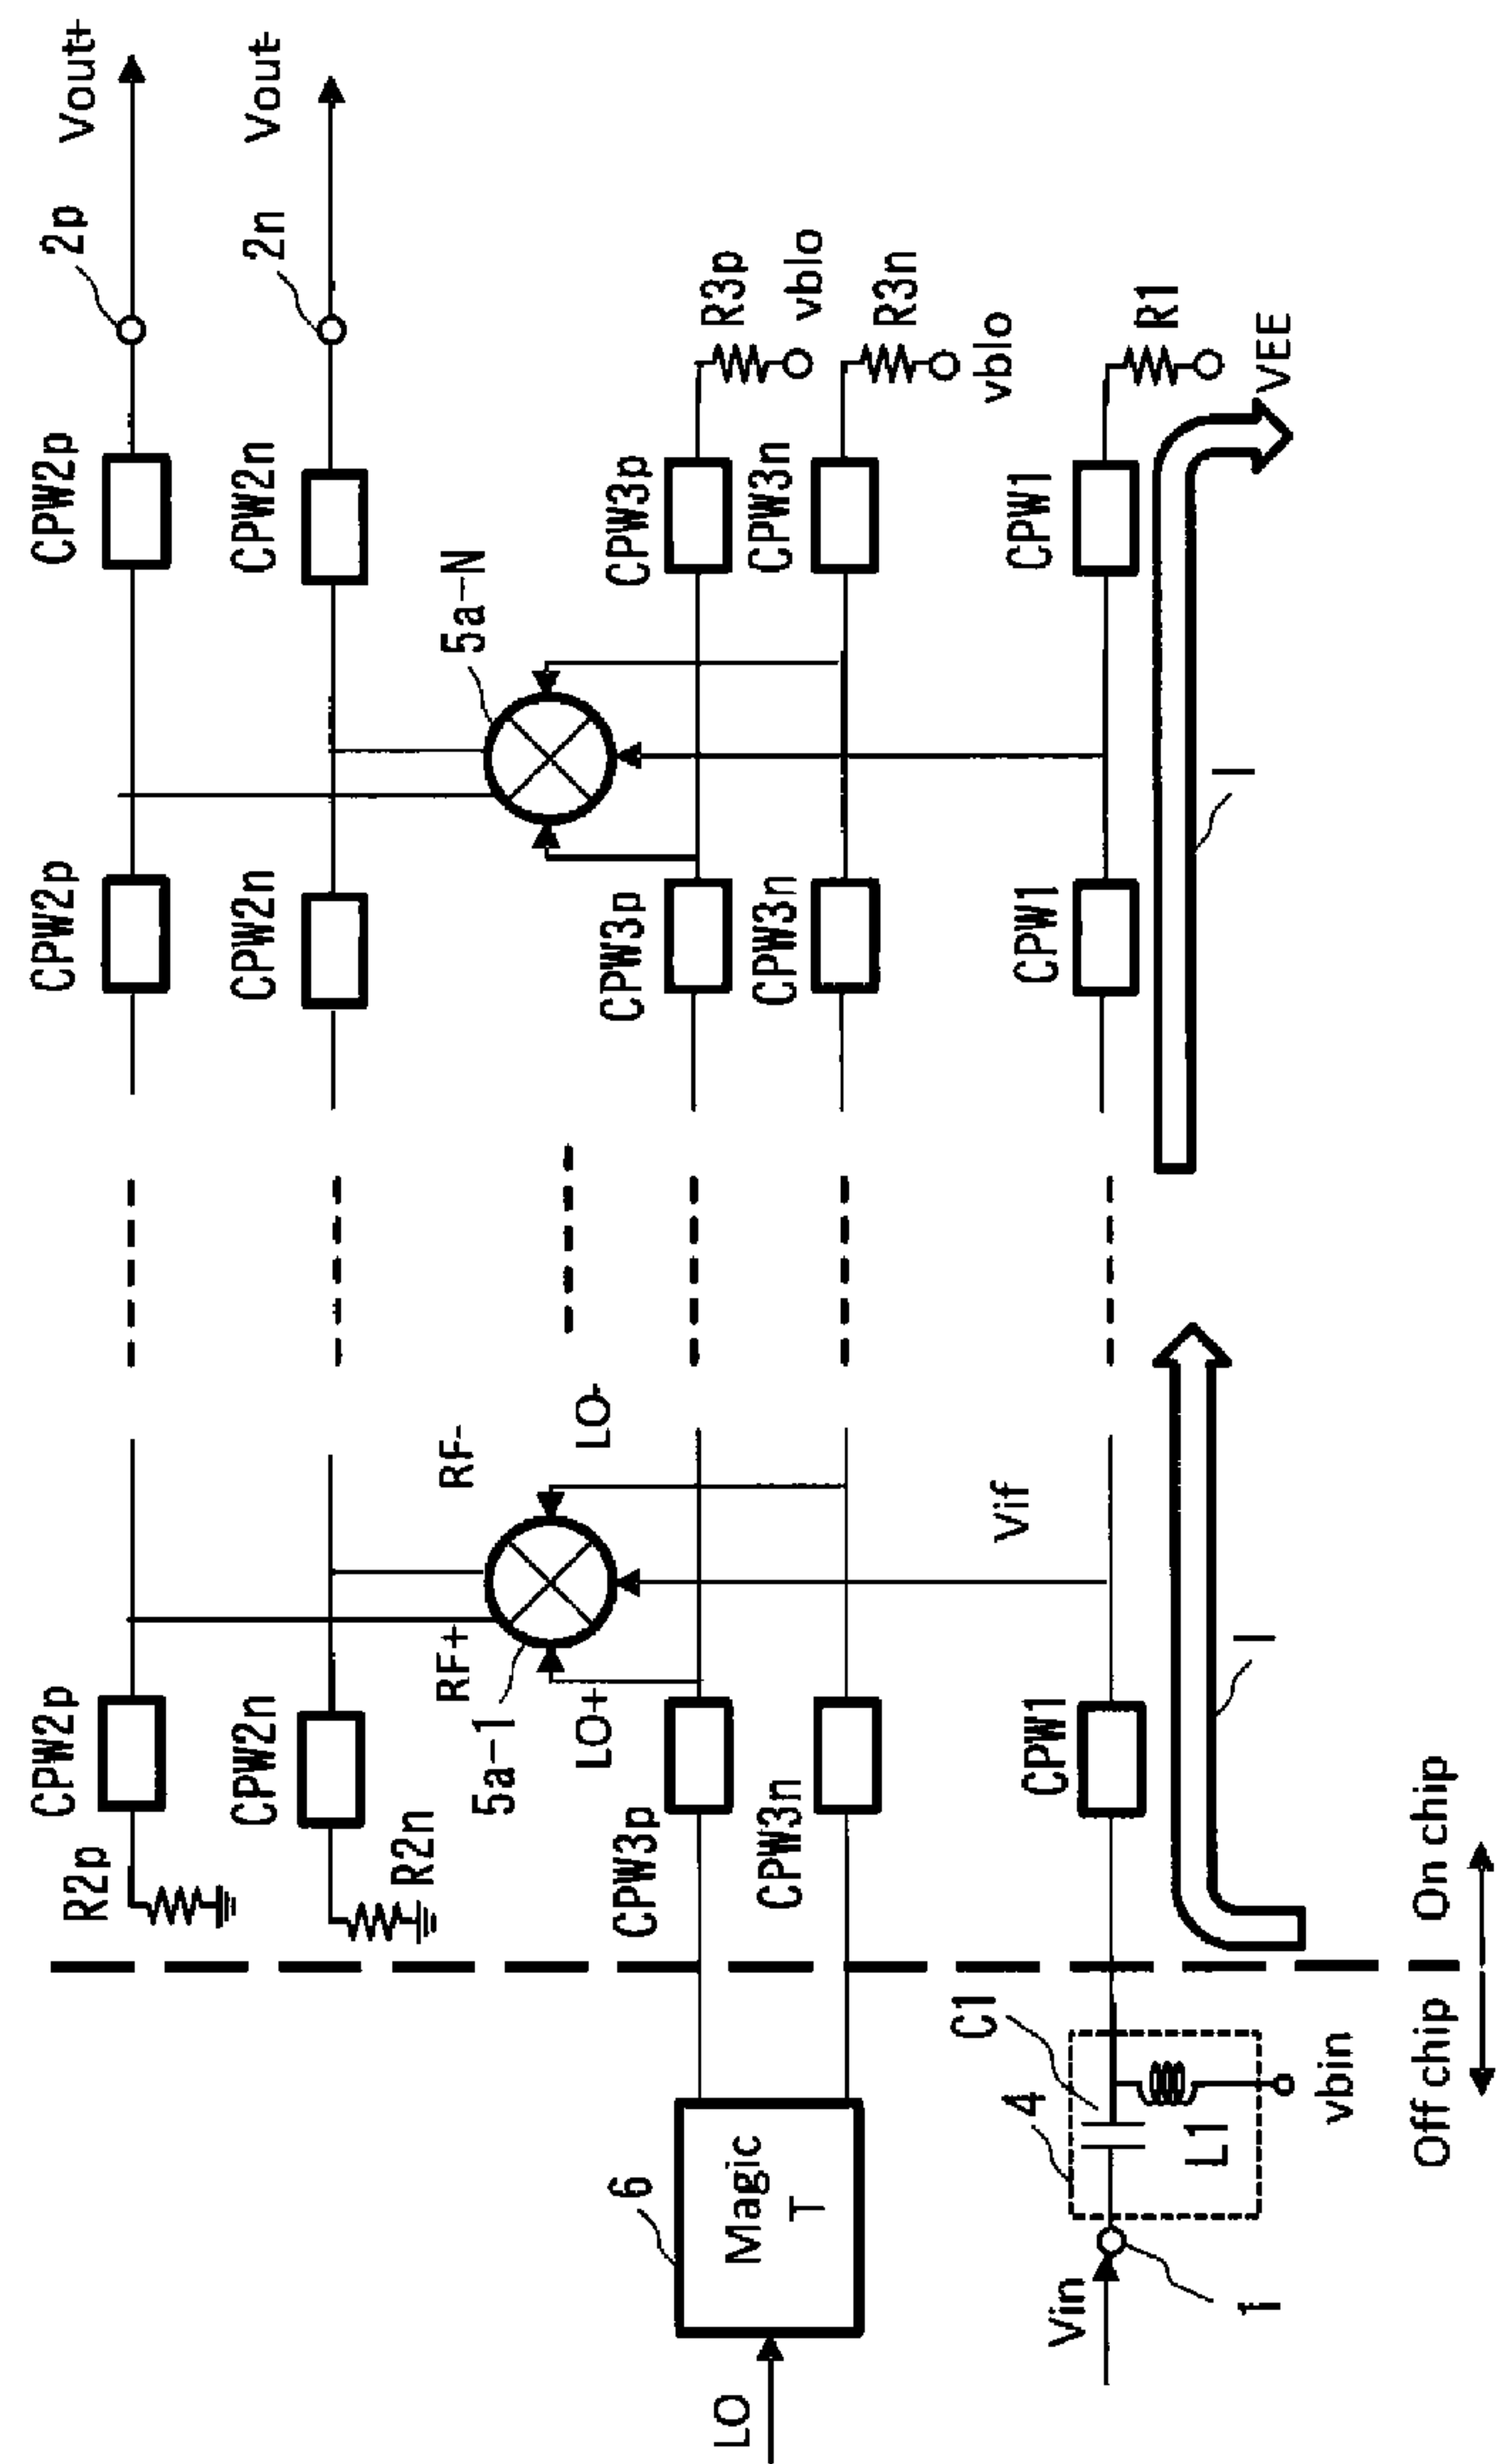 R2p
CPW2p
CPW2p
CPW2p
2p
Vout+
R2n
CPW2n
CPW2n
CPW2n
2n
Vout-
5a-1
RF+
RF-
LO+
LO-
5a-N
LO
6
Magic
T
CPW3p
CPW3p
CPW3p
R3p
vblo
CPW3n
CPW3n
CPW3n
R3n
vblo
Vin
1
4
C1
L1
vbin
CPW1
Vif
CPW1
CPW1
R1
VEE
I
I
Off chip
On chip